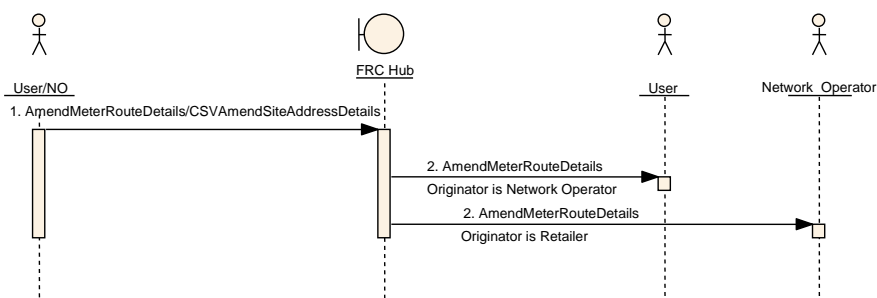 FRC Hub
User/NO
User
Network Operator
1. AmendMeterRouteDetails/CSVAmendSiteAddressDetails
2. AmendMeterRouteDetails
Originator is Network Operator
2. AmendMeterRouteDetails
Originator is Retailer